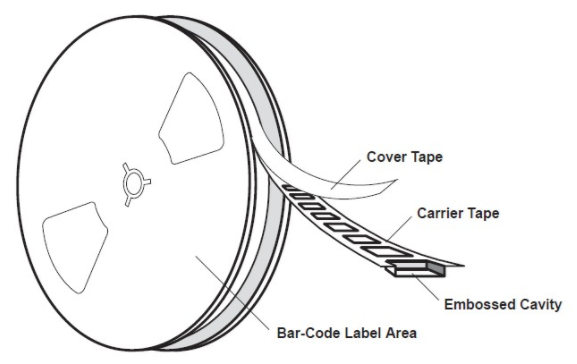 Cover Tape
Carrier Tape
Embossed Cavity
Bar-Code Label Area